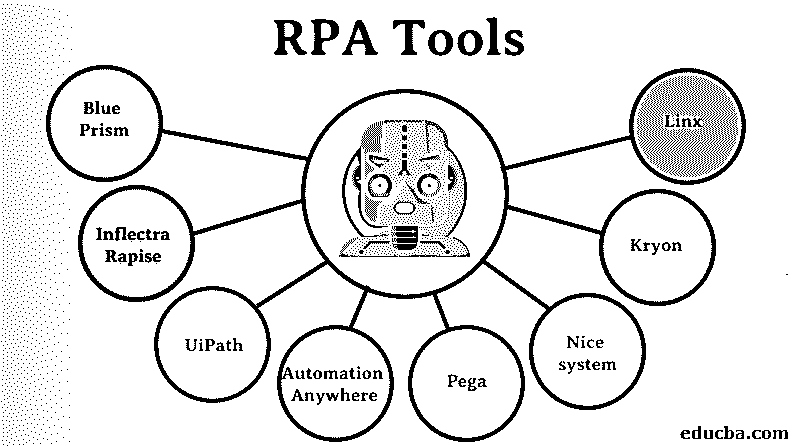 RPA Tools
Blue
Prism
Linx
Inflectra
Rapise
Kryon
UiPath
Nice
system
Automation
Anywhere
Pega
educba.com